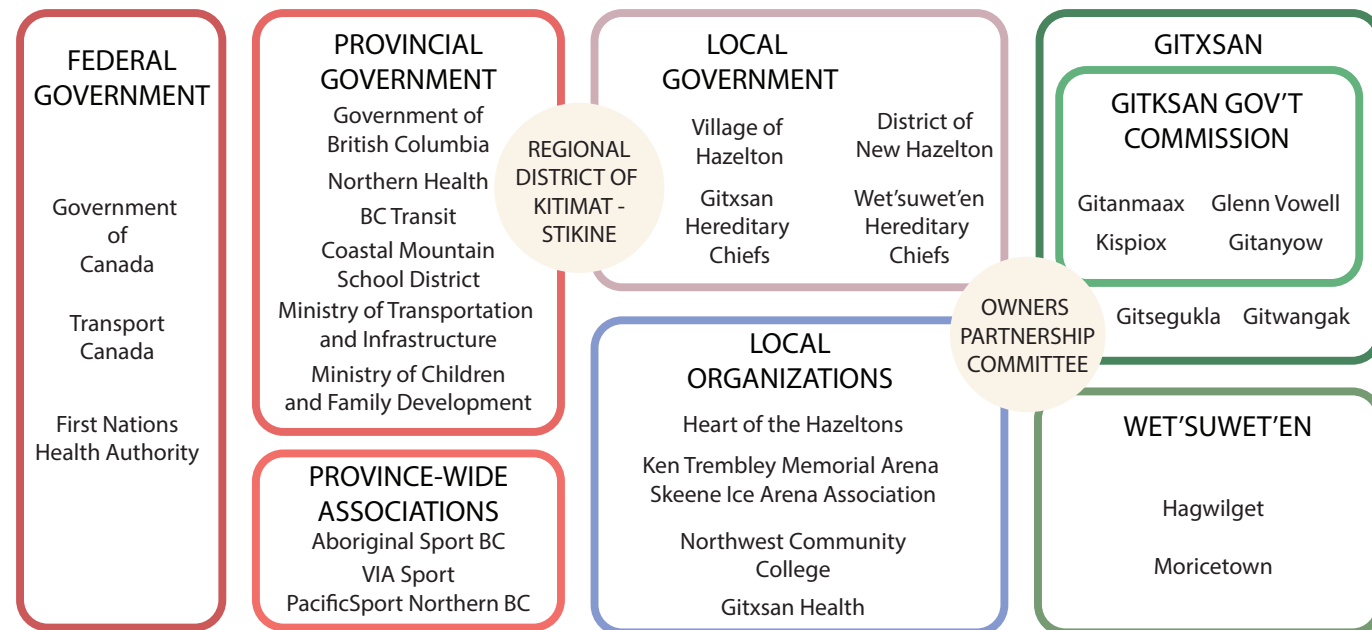 FEDERAL
GOVERNMENT
Government
of
Canada
Transport
Canada
First Nations
Health Authority
PROVINCIAL
GOVERNMENT
Government of
British Columbia
Northern Health
BC Transit
Coastal Mountain
School District
Ministry of Transportation
and Infrastructure
Ministry of Children
and Family Development
PROVINCE-WIDE
ASSOCIATIONS
Aboriginal Sport BC
VIA Sport
PacificSport Northern BC
REGIONAL
DISTRICT OF
KITIMAT -
STIKINE
LOCAL
GOVERNMENT
Village of
Hazelton
District of
New Hazelton
Gitxsan
Hereditary
Chiefs
Wet'suwet'en
Hereditary
Chiefs
LOCAL
ORGANIZATIONS
Heart of the Hazeltons
Ken Trembley Memorial Arena
Skeene Ice Arena Association
Northwest Community
College
Gitxsan Health
OWNERS
PARTNERSHIP
COMMITTEE
GITXSAN
GITKSAN GOV'T
COMMISSION
Gitanmaax Glenn Vowell
Kispiox Gitanyow
Gitsegukla Gitwangak
WET'SUWET'EN
Hagwilget
Moricetown